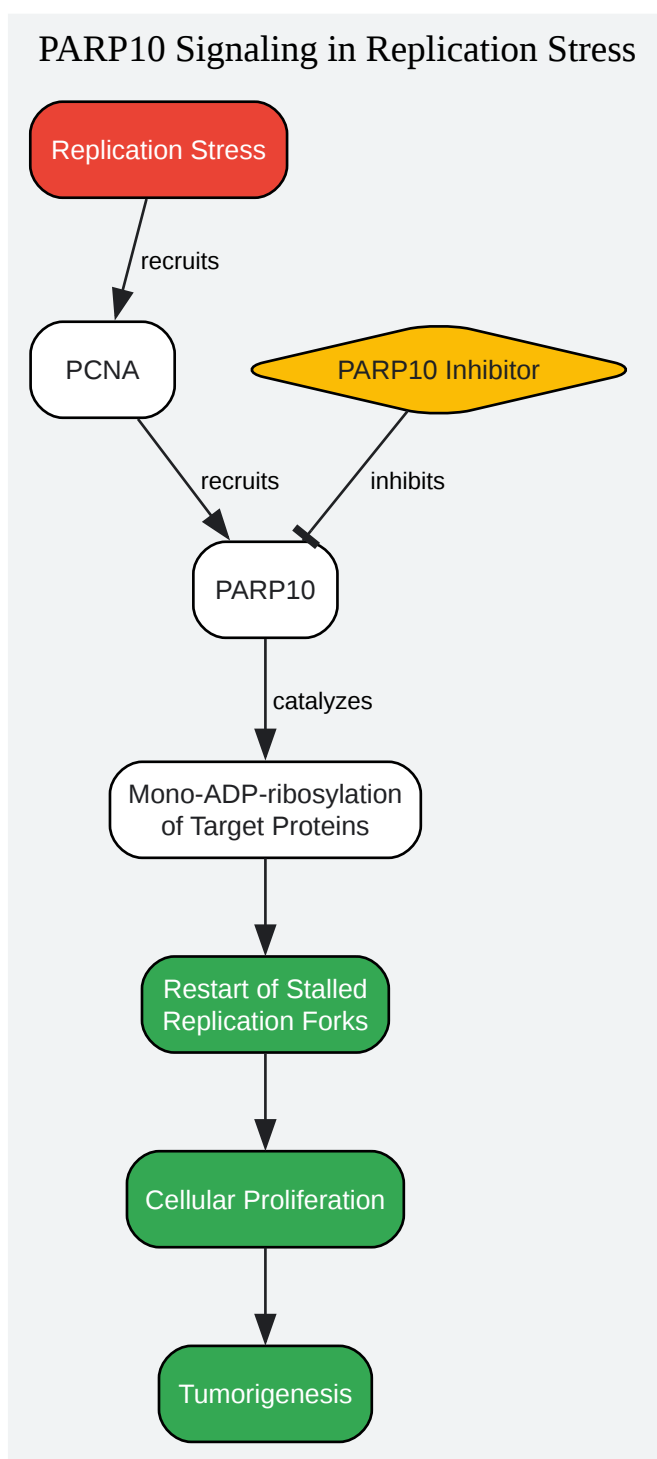 PARP10 Signaling in Replication Stress
Replication Stress
recruits
PCNA
PARP10 Inhibitor
recruits
inhibits
PARP10
catalyzes
Mono-ADP-ribosylation
of Target Proteins
Restart of Stalled
Replication Forks
Cellular Proliferation
Tumorigenesis